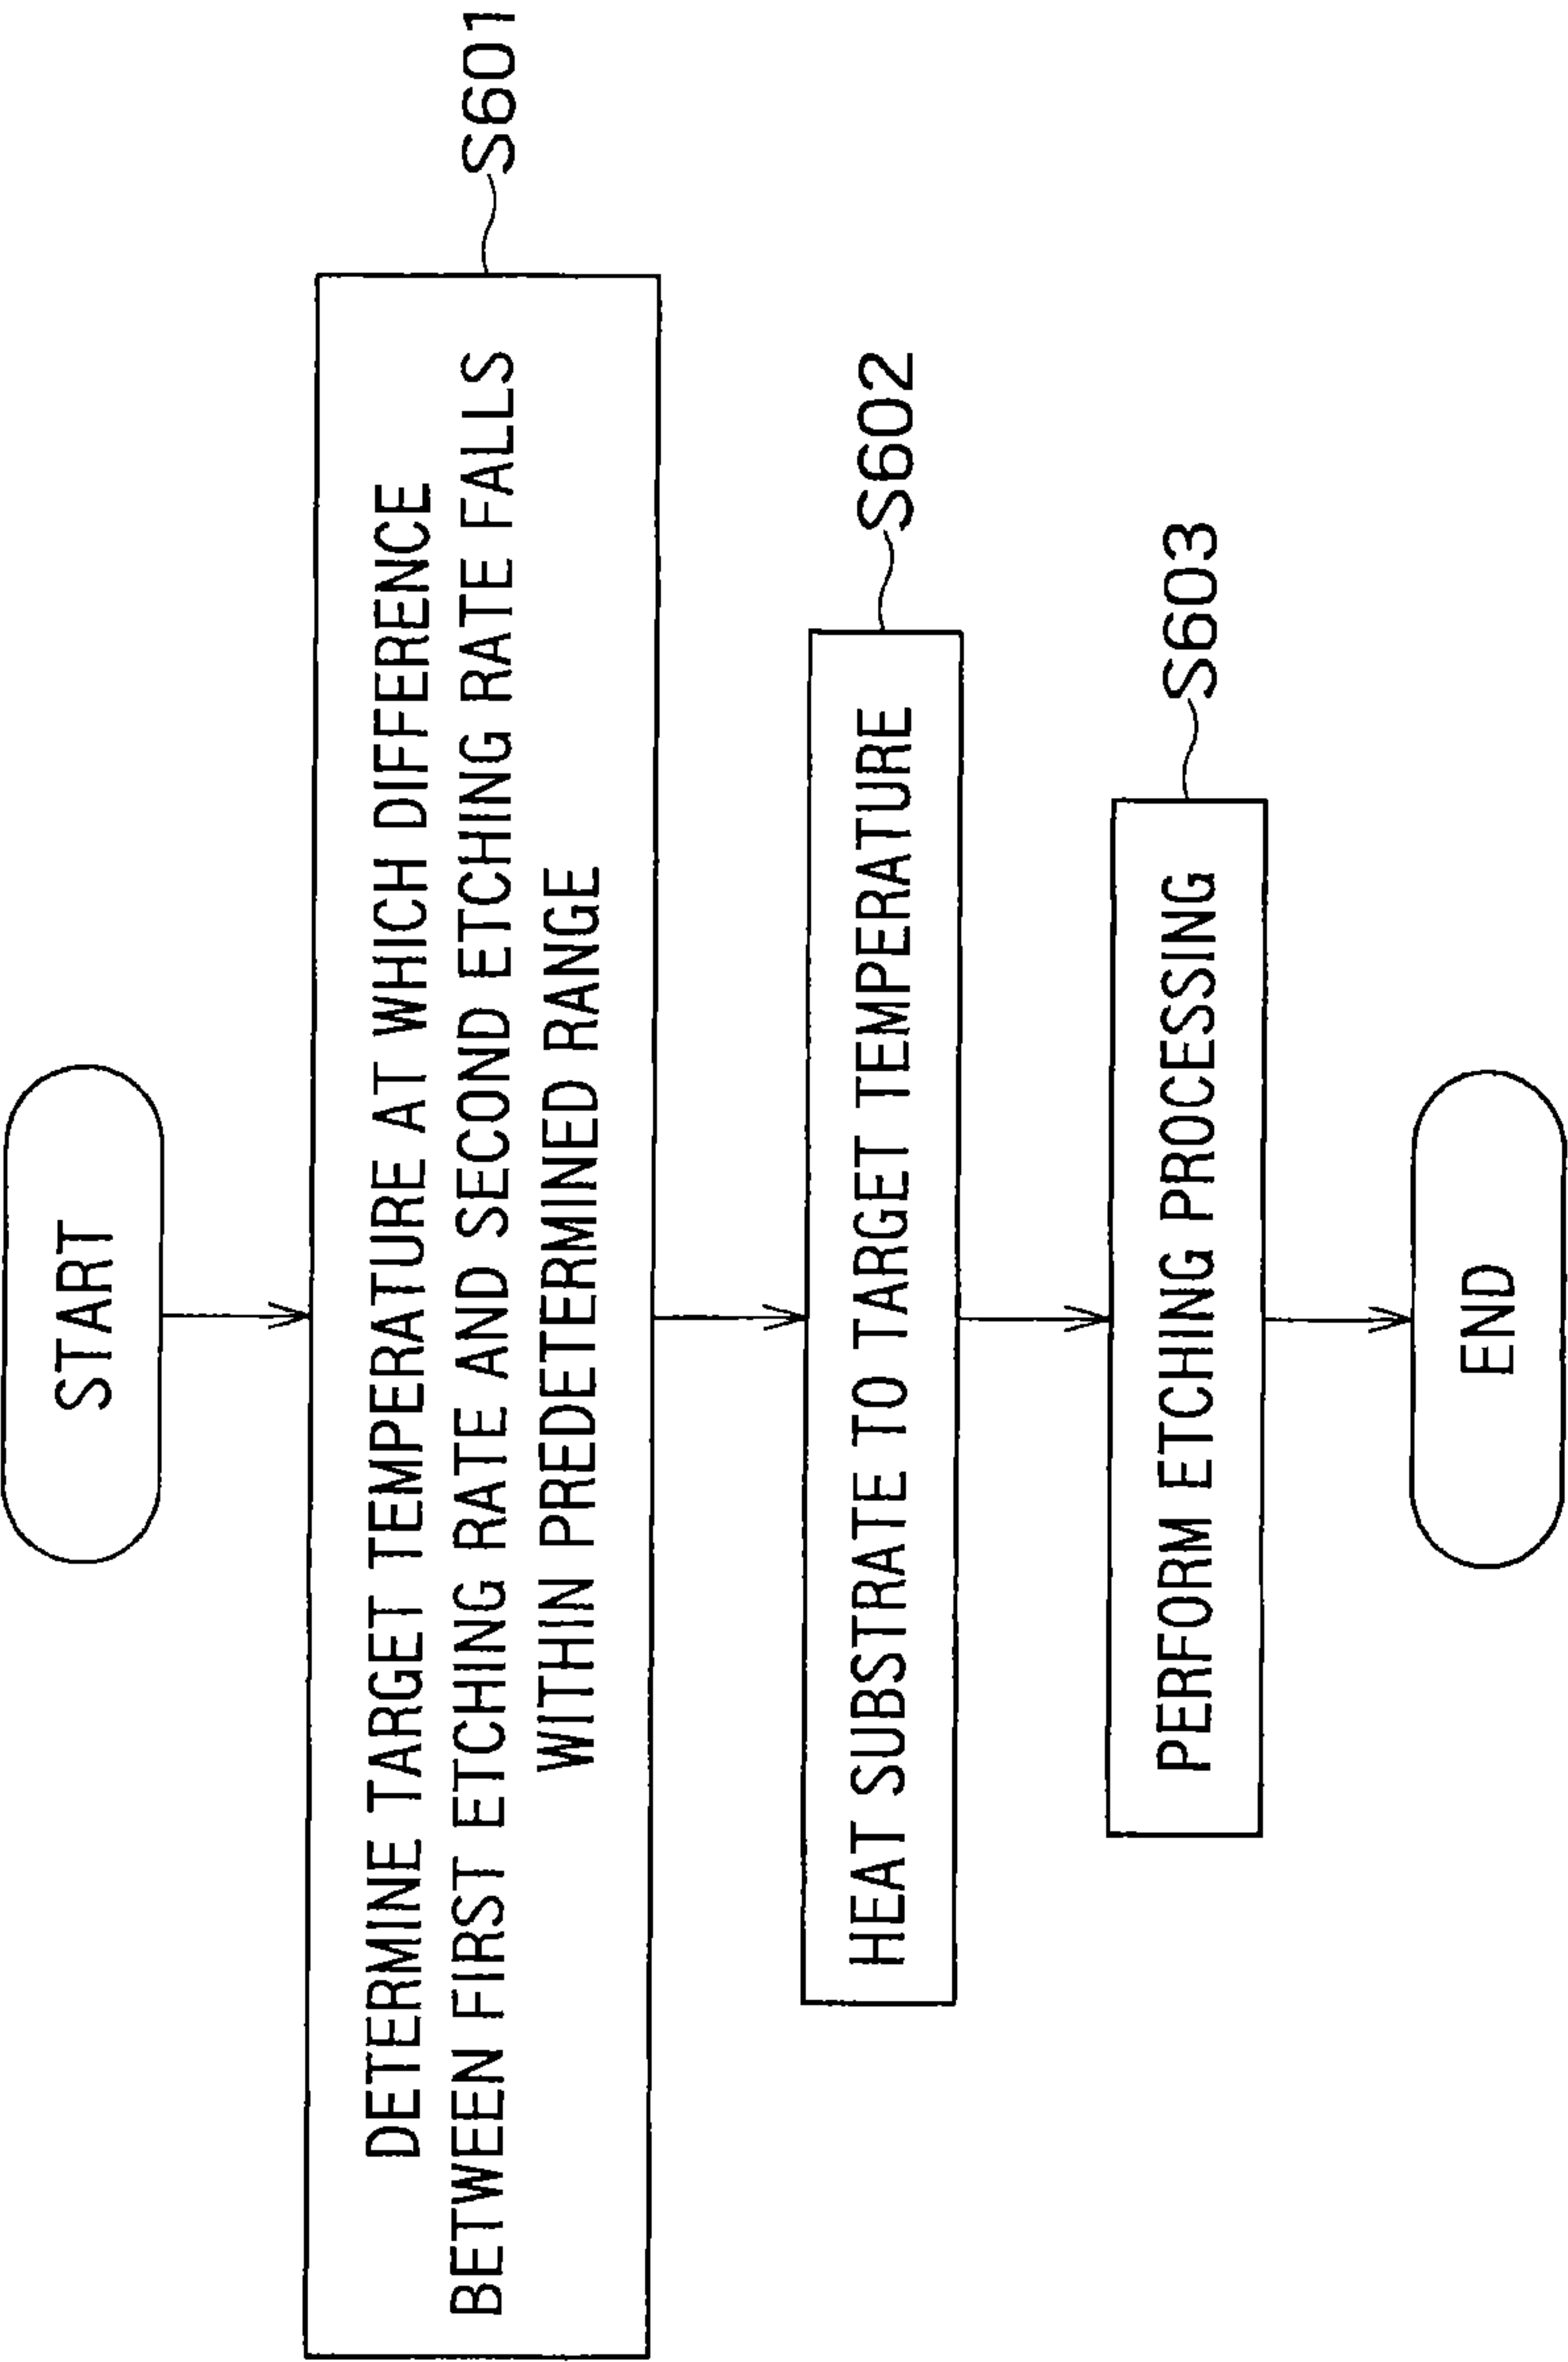 START
DETERMINE TARGET TEMPERATURE AT WHICH DIFFERENCE
BETWEEN FIRST ETCHING RATE AND SECOND ETCHING RATE FALLS
WITHIN PREDETERMINED RANGE
S601
HEAT SUBSTRATE TO TARGET TEMPERATURE
S602
PERFORM ETCHING PROCESSING
S603
END